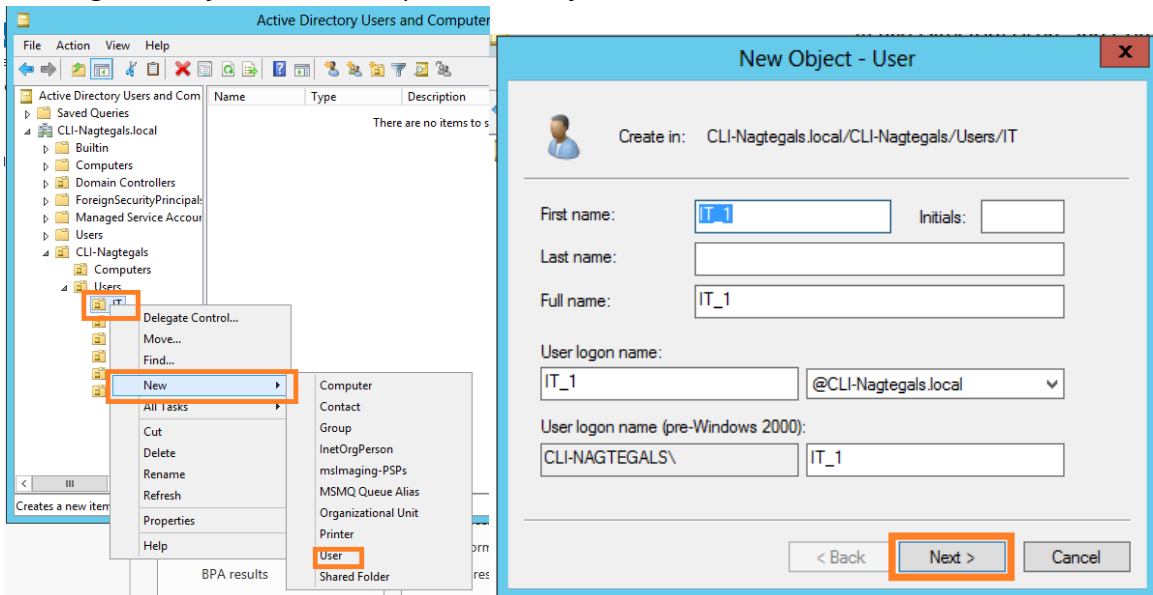 Active Directory Users and Computer
File Action View Help
Active Directory Users and Com
Name Type Description
Saved Queries
There are no items to s
CLI-Nagtegals.local
Builtin
Computers
Domain Controllers
ForeignSecurityPrincipals
Managed Service Accour
Users
CLI-Nagtegals
Computers
Users
IT
Delegate Control...
Move...
Find...
New
All Tasks
Cut
Delete
Rename
Refresh
Properties
Help
Computer
Contact
Group
InetOrgPerson
msImaging-PSPs
MSMQ Queue Alias
Organizational Unit
Printer
User
Shared Folder
Creates a new item
BPA results
res
New Object - User
x
Create in: CLI-Nagtegals.local/CLI-Nagtegals/Users/IT
First name: IT_1 Initials:
Last name:
Full name: IT_1
User logon name:
IT_1 @CLI-Nagtegals.local
User logon name (pre-Windows 2000):
CLI-NAGTEGALS\ IT_1
< Back Next > Cancel